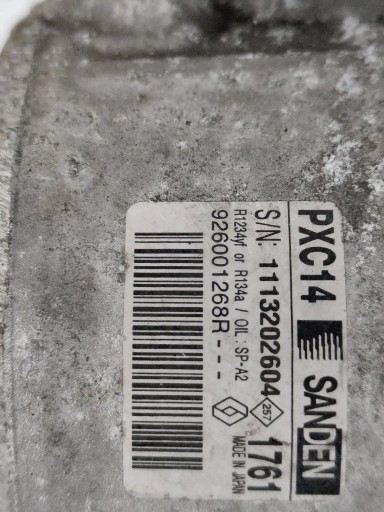 PXC14 SANDEN
S/N: 1113202604 257 1761
R1234yf or R134a / OIL : SP-A2
926001268R--- MADE IN JAPAN